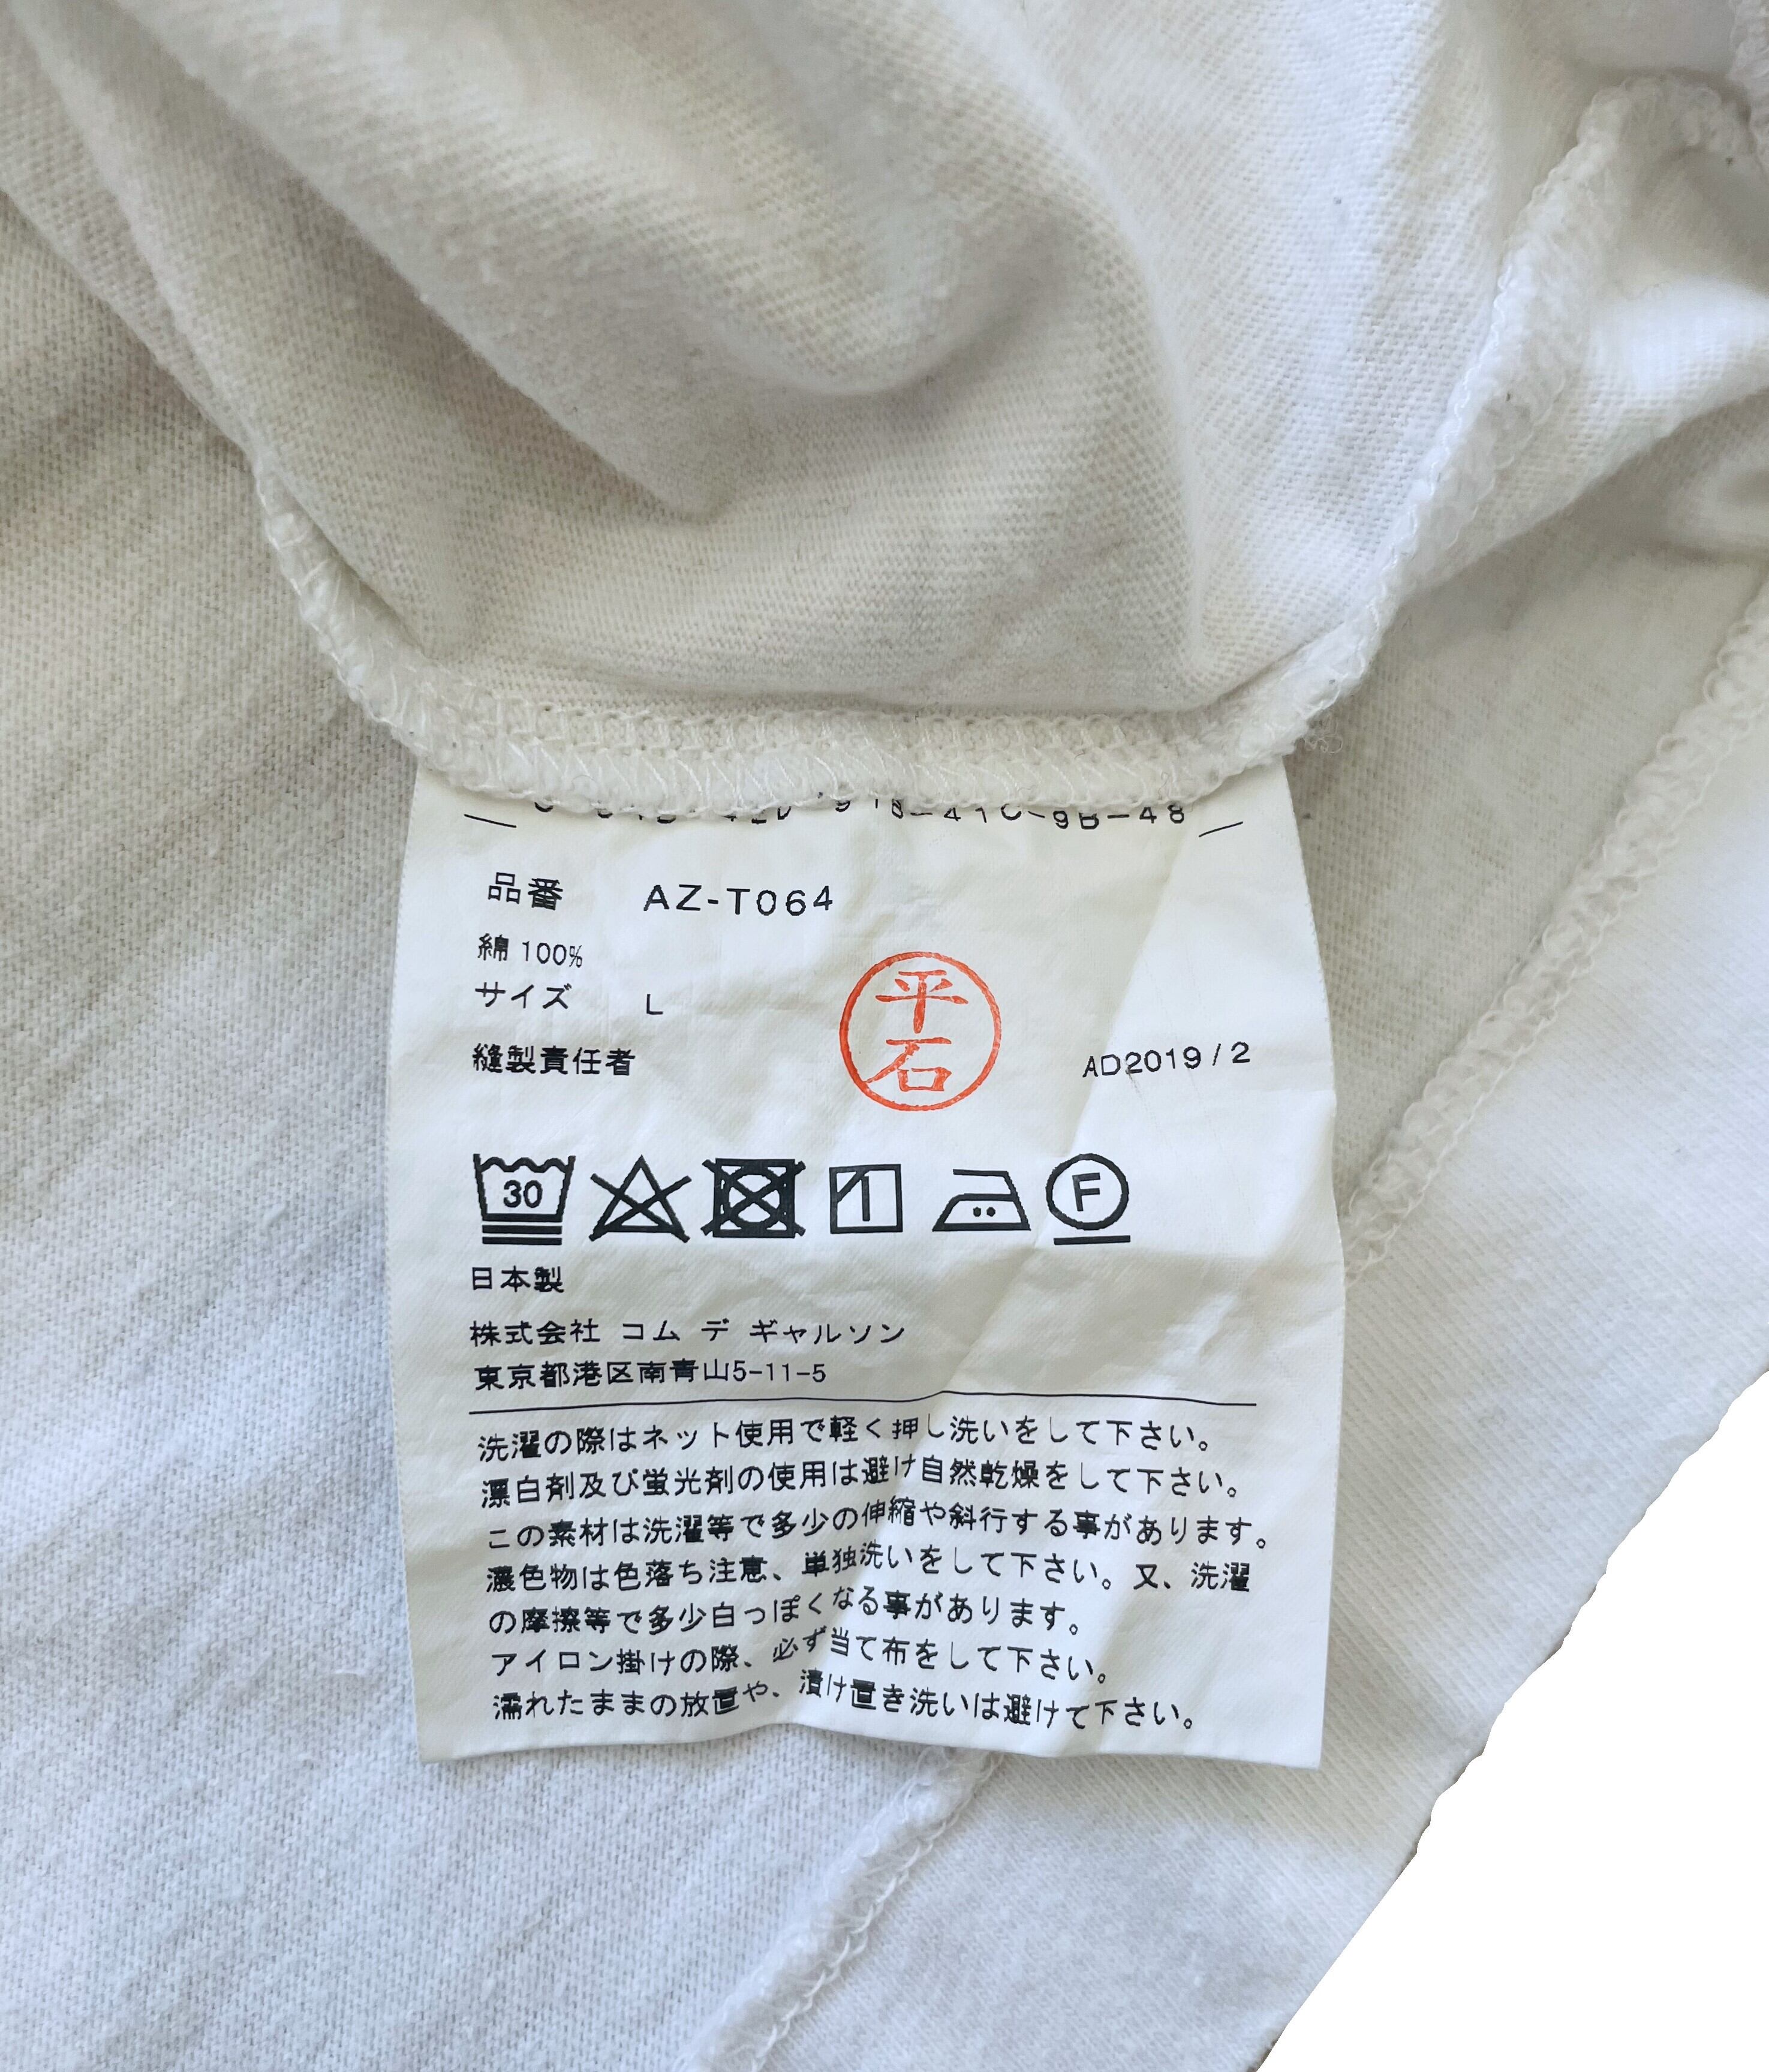 品番 AZ-T064
綿 100%
サイズ L
縫製責任者
平
石
AD2019/2
30
F
日本製
株式会社 コム デ ギャルソン
東京都港区南青山5-11-5
洗濯の際はネット使用で軽く押し洗いをして下さい。
漂白剤及び蛍光剤の使用は避け自然乾燥をして下さい。
この素材は洗濯等で多少の伸縮や斜行する事があります。
濃色物は色落ち注意、単独洗いをして下さい。又、洗濯
の摩擦等で多少白っぽくなる事があります。
アイロン掛けの際、必ず当て布をして下さい。
濡れたままの放置や、漬け置き洗いは避けて下さい。